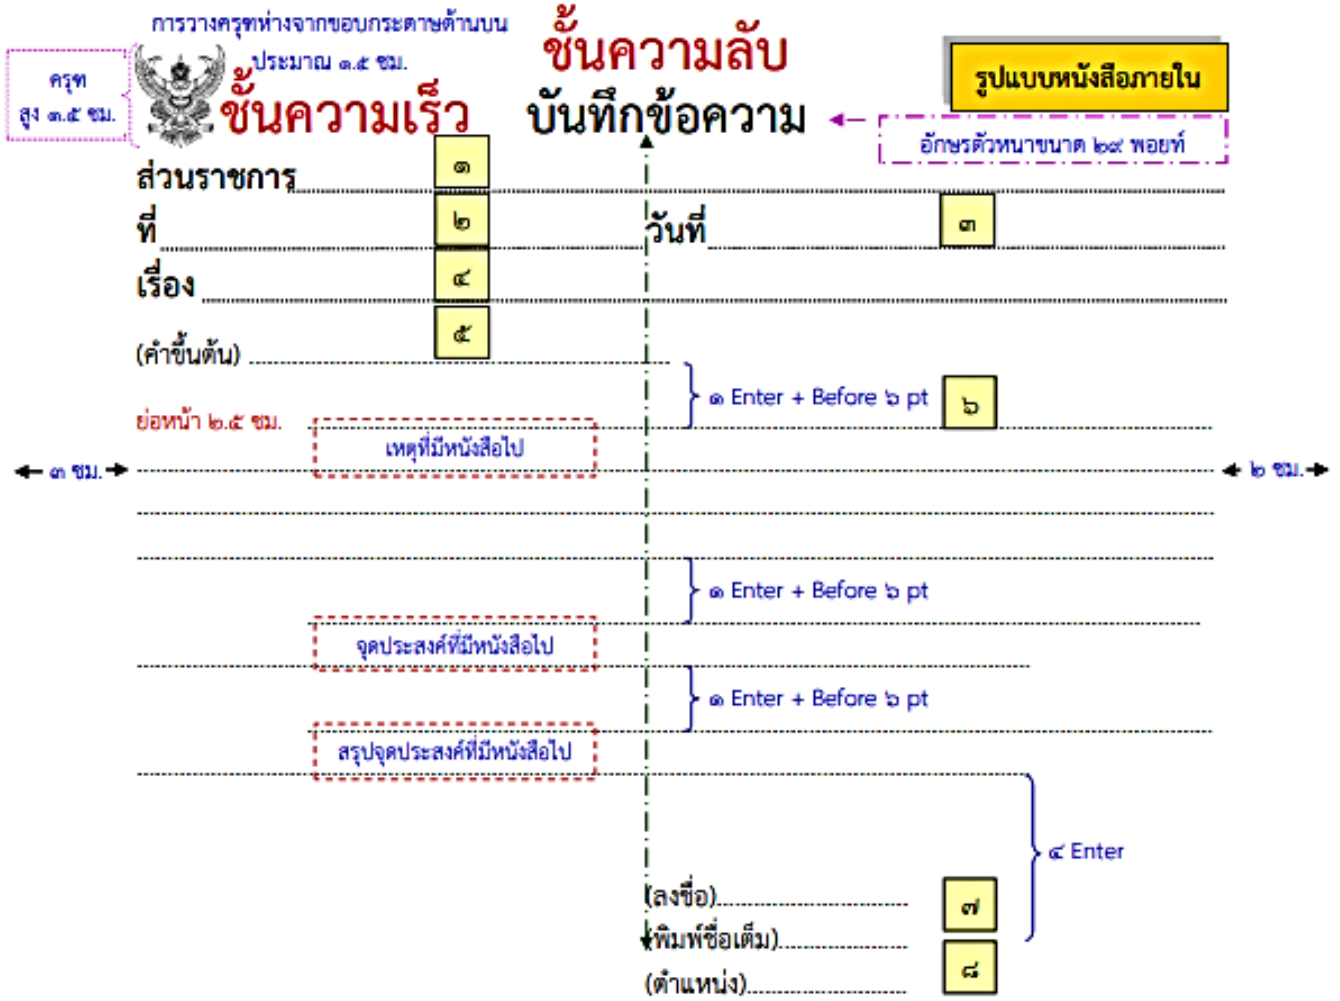 การวางครุฑห่างจากขอบกระดาษด้านบน
ประมาณ ๑.๕ ซม.
ชั้นความลับ
รูปแบบหนังสือภายใน
ครุฑ
สูง ๑.๕ ซม.
ชั้นความเร็ว
บันทึกข้อความ
อักษรตัวหนาขนาด ๒๙ พอยท์
ส่วนราชการ ๑
ที่ ๒ วันที่ ๓
เรื่อง ๔
(คำขึ้นต้น) ๕
๑ Enter + Before ๖ pt ๖
ย่อหน้า ๒.๕ ซม.
เหตุที่มีหนังสือไป
๓ ซม. ๒ ซม.
๑ Enter + Before ๖ pt
จุดประสงค์ที่มีหนังสือไป
๑ Enter + Before ๖ pt
สรุปจุดประสงค์ที่มีหนังสือไป
๔ Enter
(ลงชื่อ) ๗
(พิมพ์ชื่อเต็ม)
(ตำแหน่ง) ๘